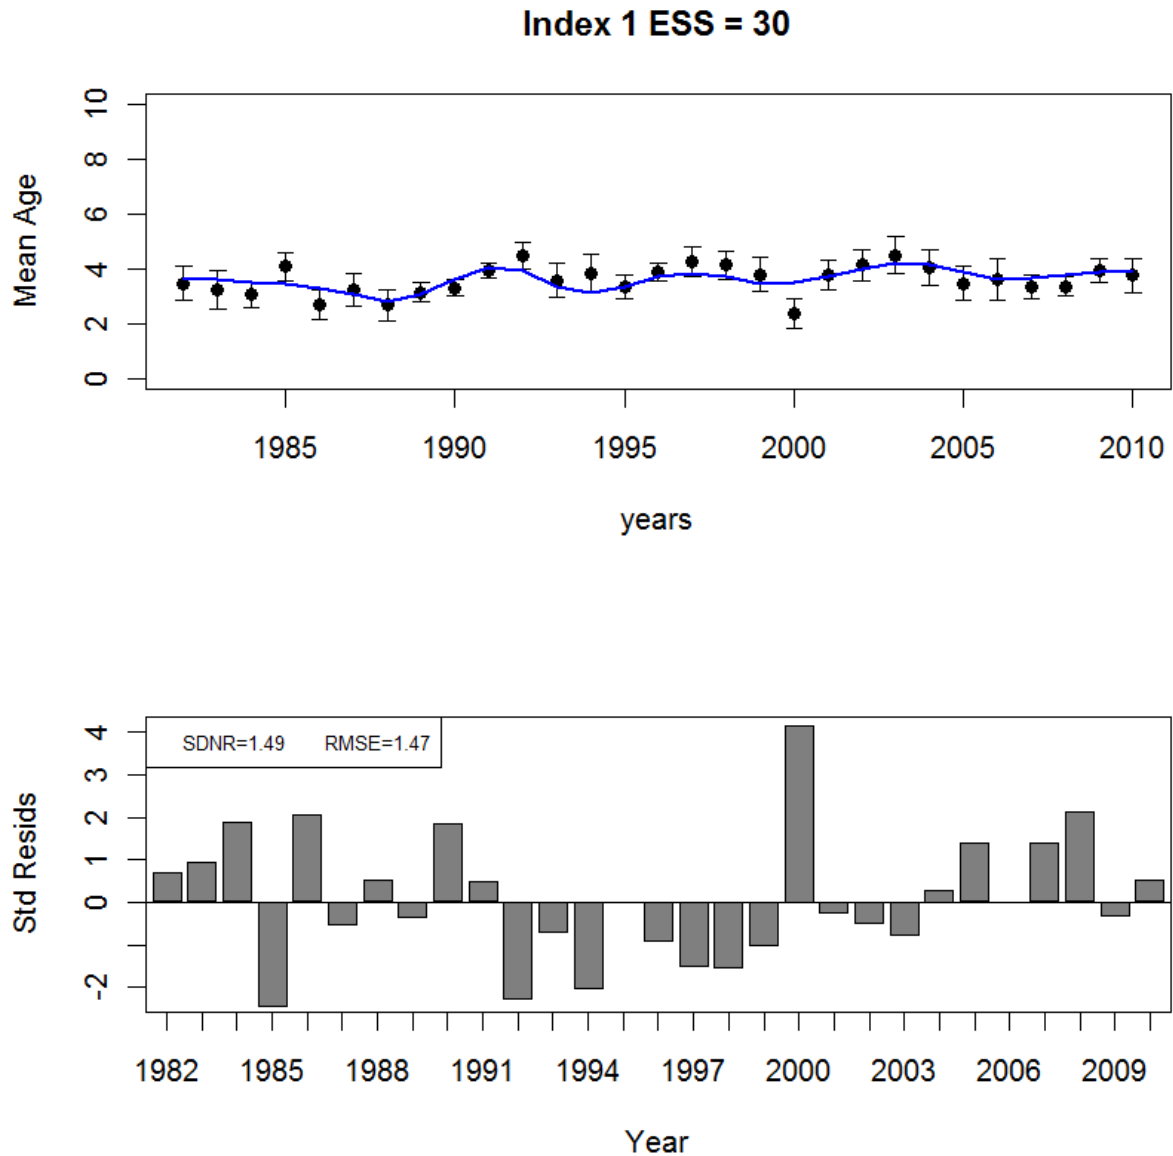 Index 1 ESS = 30
Mean Age
10
8
6
4
2
0
1985 1990 1995 2000 2005 2010
years
Std Resids
4
3
2
1
0
-2
SDNR=1.49 RMSE=1.47
1982 1985 1988 1991 1994 1997 2000 2003 2006 2009
Year